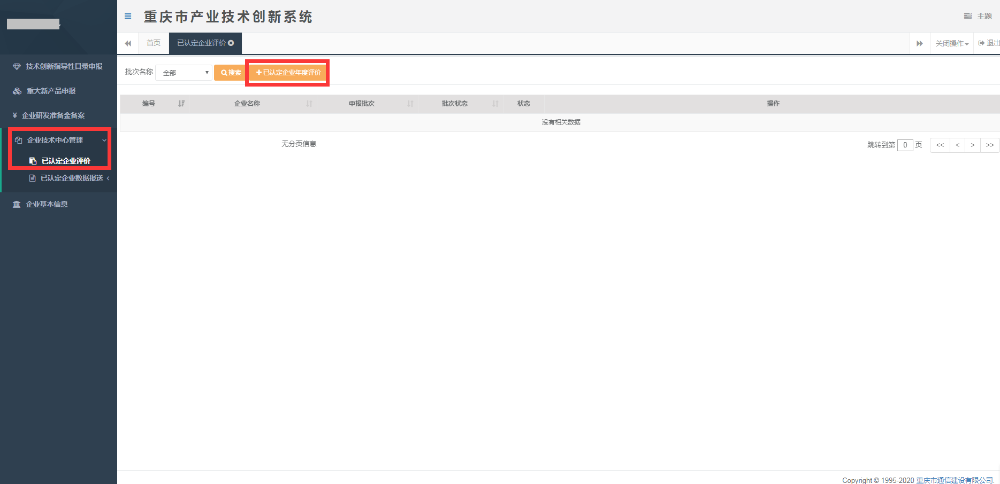 重庆市产业技术创新系统
主题
首页
已认定企业评价
关闭操作
退出
技术创新指导性目录申报
重大新产品申报
企业研发准备金备案
企业技术中心管理
已认定企业评价
已认定企业数据报送
企业基本信息
批次名称 全部 搜索 已认定企业年度评价
编号 企业名称 申报批次 批次状态 状态 操作
没有相关数据
无分页信息
跳转到第 0 页 << < > >>
Copyright © 1995-2020 重庆市通信建设有限公司.